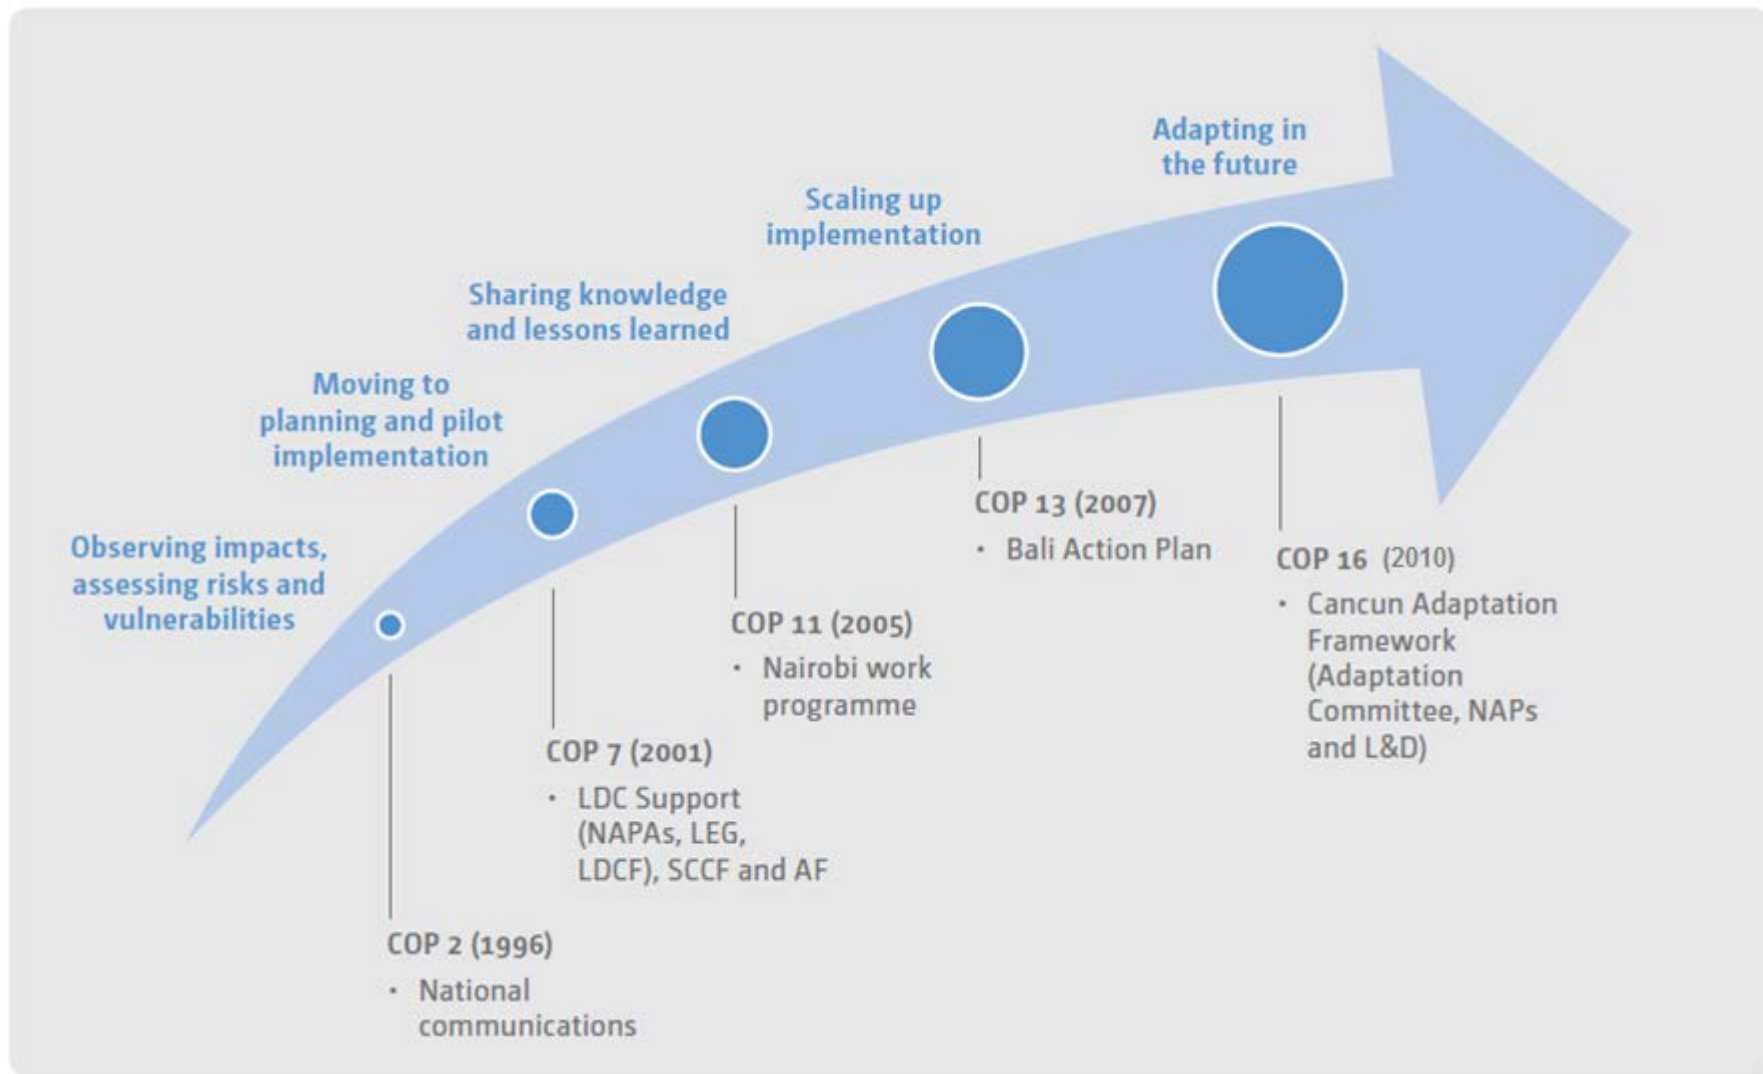 Observing impacts,
assessing risks and
vulnerabilities
Moving to
planning and pilot
implementation
Sharing knowledge
and lessons learned
Scaling up
implementation
Adapting in
the future
COP 2 (1996)
• National
communications
COP 7 (2001)
• LDC Support
(NAPAs, LEG,
LDCF), SCCF and AF
COP 11 (2005)
• Nairobi work
programme
COP 13 (2007)
• Bali Action Plan
COP 16 (2010)
• Cancun Adaptation
Framework
(Adaptation
Committee, NAPs
and L&D)